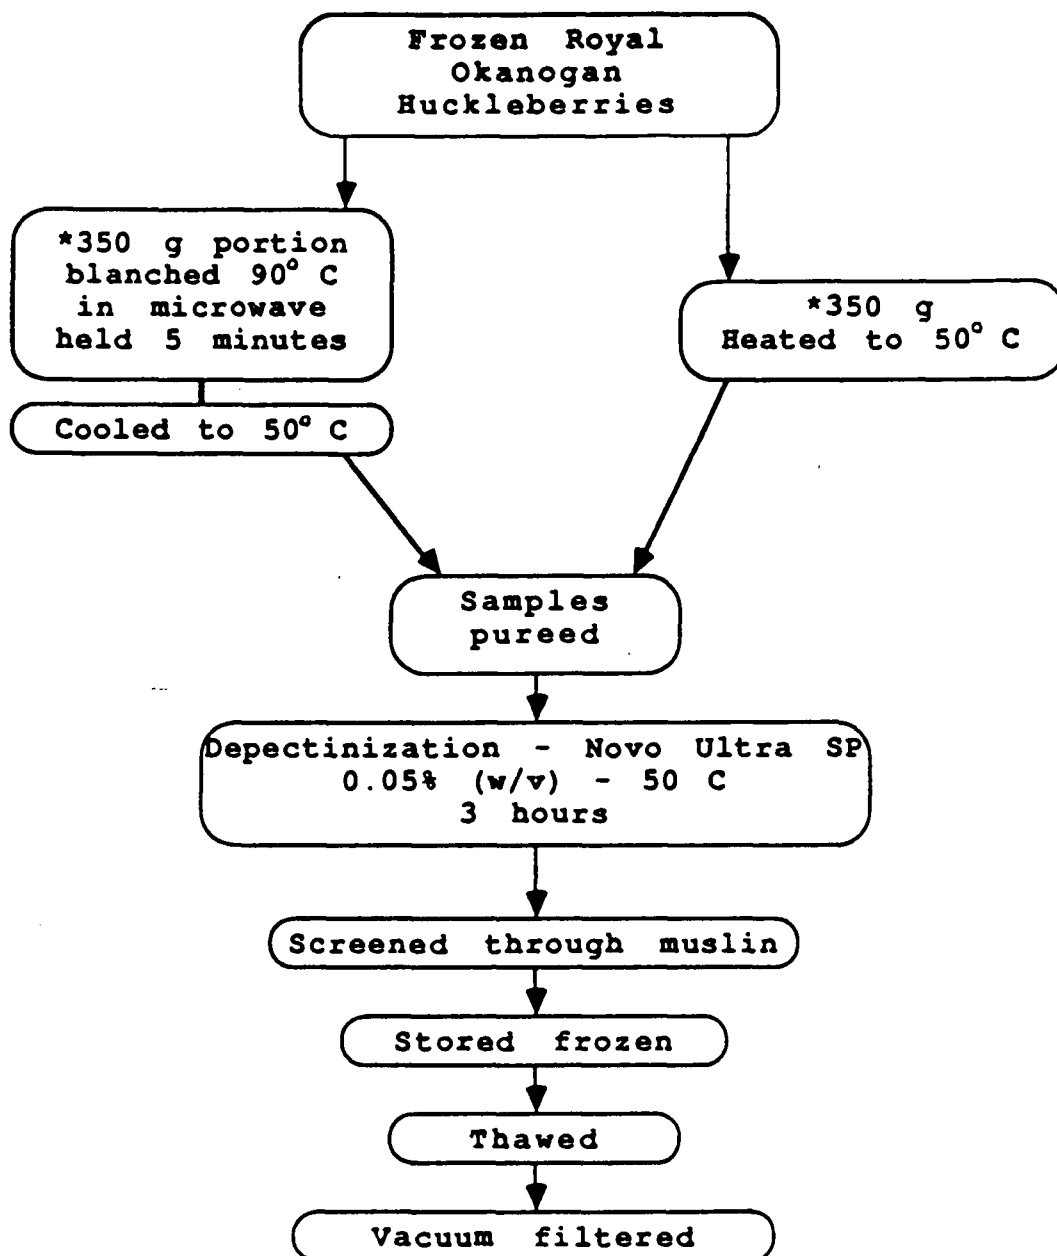 Frozen Royal
Okanogan
Huckleberries
*350 g portion
blanched 90° C
in microwave
held 5 minutes
*350 g
Heated to 50° C
Cooled to 50° C
Samples
pureed
Depectinization - Novo Ultra SP
0.05% (w/v) - 50 C
3 hours
Screened through muslin
Stored frozen
Thawed
Vacuum filtered